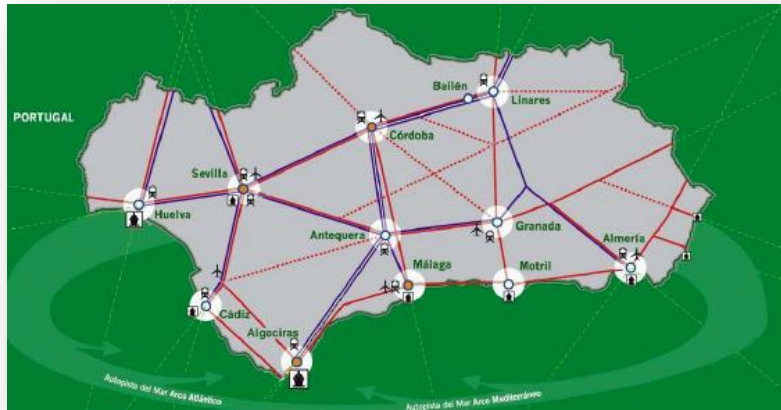 Bailén
Linares
PORTUGAL
Córdoba
Sevilla
Huelva
Antequera
Granada
Almería
Málaga
Motril
Cádiz
Algeciras
Autopista del Mar Arco Atlántico
Autopista del Mar Arco Mediterráneo